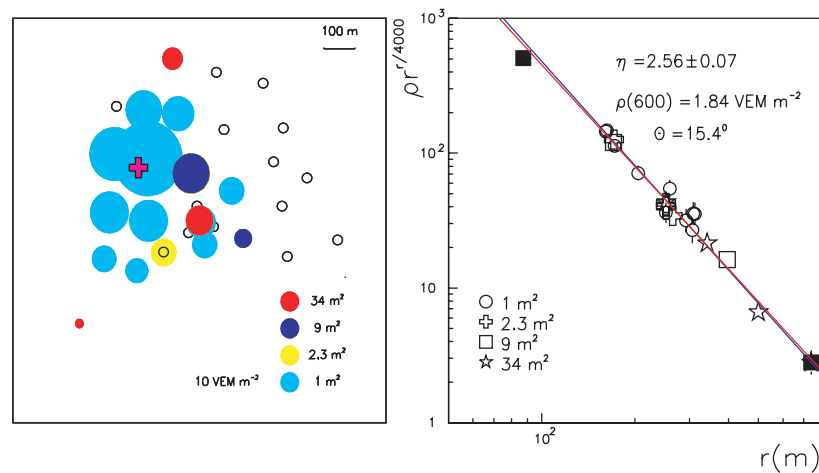 100 m
34 m²
9 m²
2.3 m²
10 VEM m⁻² 1 m²
ρr^r/4000
10³
10²
10
1
η =2.56±0.07
ρ(600) =1.84 VEM m⁻²
Θ =15.4⁰
1 m²
2.3 m²
9 m²
34 m²
10²
r(m)